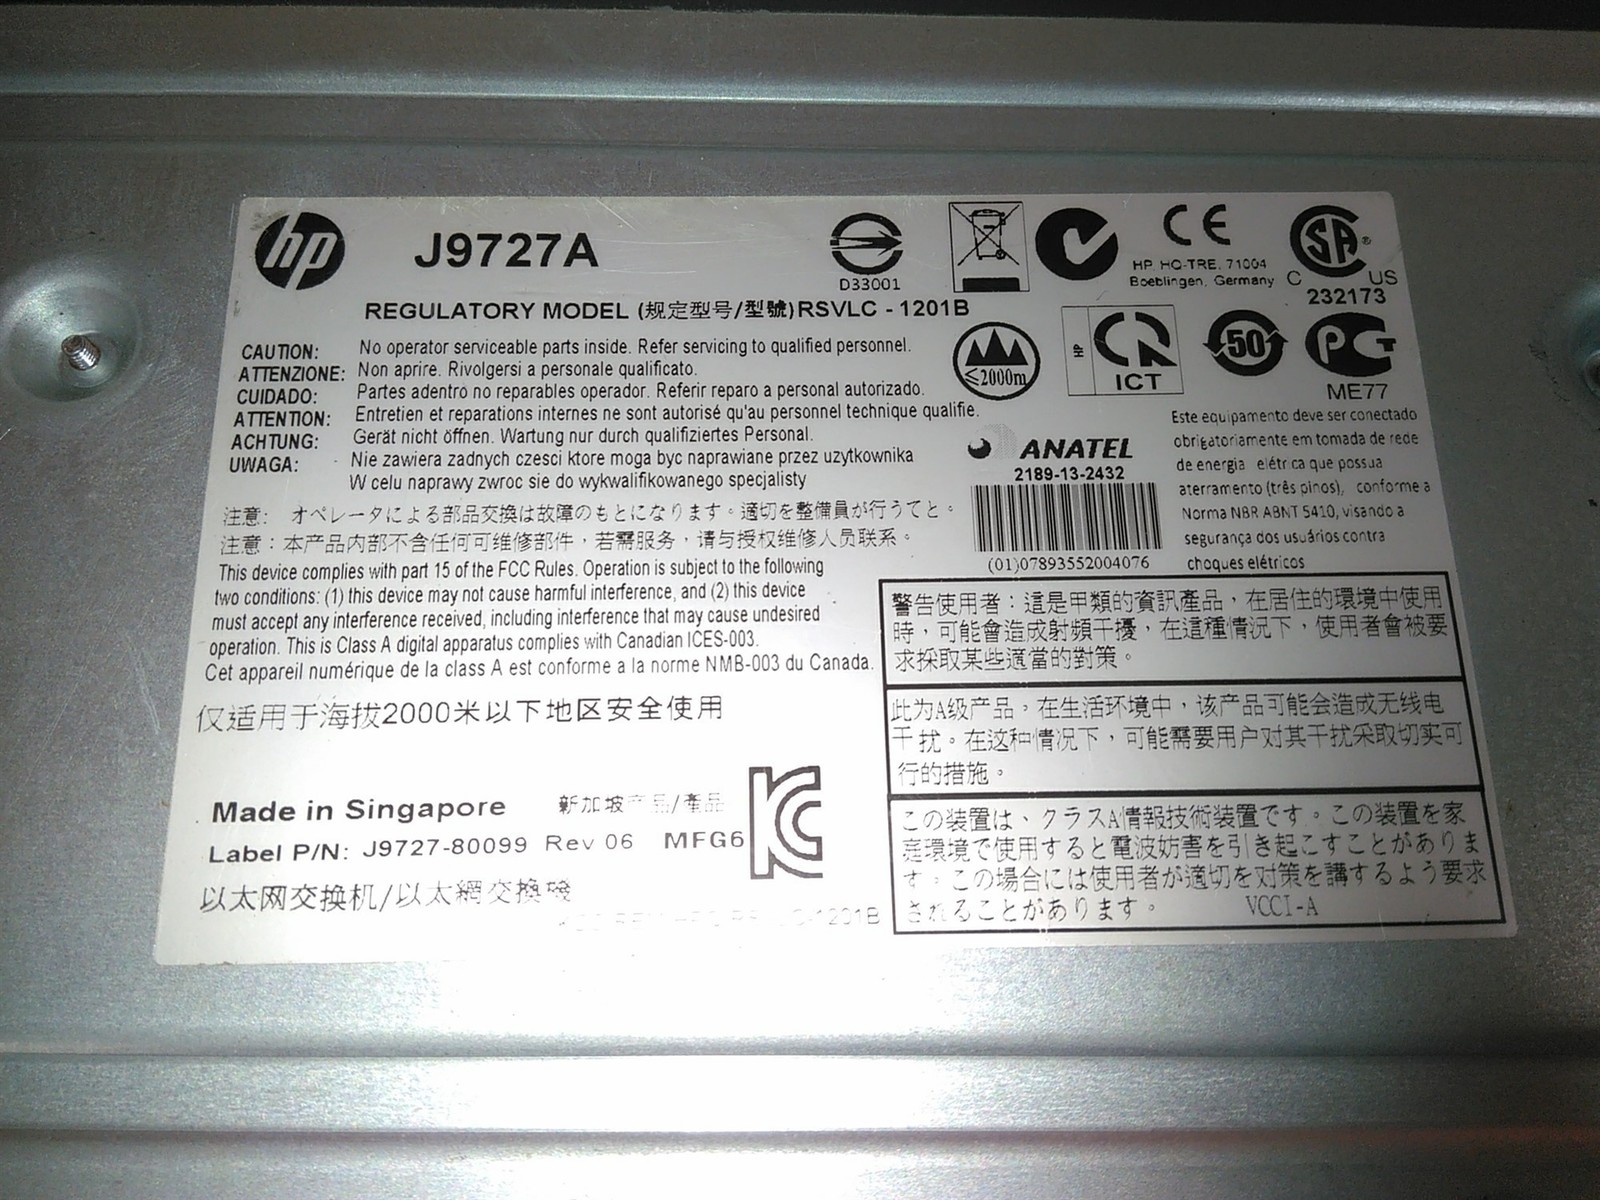 hp J9727A
D33001
CE
HP, HQ-TRE, 71004
Boeblingen, Germany
SA®
C US
232173
REGULATORY MODEL (规定型号/型號)RSVLC - 1201B
CAUTION: No operator serviceable parts inside. Refer servicing to qualified personnel.
ATTENZIONE: Non aprire. Rivolgersi a personale qualificato.
CUIDADO: Partes adentro no reparables operador. Referir reparo a personal autorizado.
ATTENTION: Entretien et reparations internes ne sont autorisé qu'au personnel technique qualifie.
ACHTUNG: Gerät nicht öffnen. Wartung nur durch qualifiziertes Personal.
UWAGA: Nie zawiera zadnych czesci ktore moga byc naprawiane przez uzytkownika
W celu naprawy zwroc sie do wykwalifikowanego specjalisty
注意: オペレータによる部品交換は故障のもとになります。適切を整備員が行うてと。
注意：本产品内部不含任何可维修部件，若需服务，请与授权维修人员联系。
This device complies with part 15 of the FCC Rules. Operation is subject to the following
two conditions: (1) this device may not cause harmful interference, and (2) this device
must accept any interference received, including interference that may cause undesired
operation. This is Class A digital apparatus complies with Canadian ICES-003.
Cet appareil numérique de la class A est conforme a la norme NMB-003 du Canada.
仅适用于海拔2000米以下地区安全使用
≤2000m
HP
ICT
50
PCT
ME77
ANATEL
2189-13-2432
(01)07893552004076
Este equipamento deve ser conectado
obrigatoriamente em tomada de rede
de energia elétrica que possua
aterramento (três pinos), conforme a
Norma NBR ABNT 5410, visando a
segurança dos usuários contra
choques elétricos
警告使用者：這是甲類的資訊產品，在居住的環境中使用
時，可能會造成射頻干擾，在這種情況下，使用者會被要
求採取某些適當的對策。
此为A级产品。在生活环境中，该产品可能会造成无线电
干扰。在这种情况下，可能需要用户对其干扰采取切实可
行的措施。
この装置は、クラスA情報技術装置です。この装置を家
庭環境で使用すると電波妨害を引き起こすことがありま
す。この場合には使用者が適切を対策を講するよう要求
されることがあります。 VCCI-A
Made in Singapore 新加坡产品/產品
Label P/N: J9727-80099 Rev 06 MFG6
KC
以太网交换机/以太網交換機
1201B